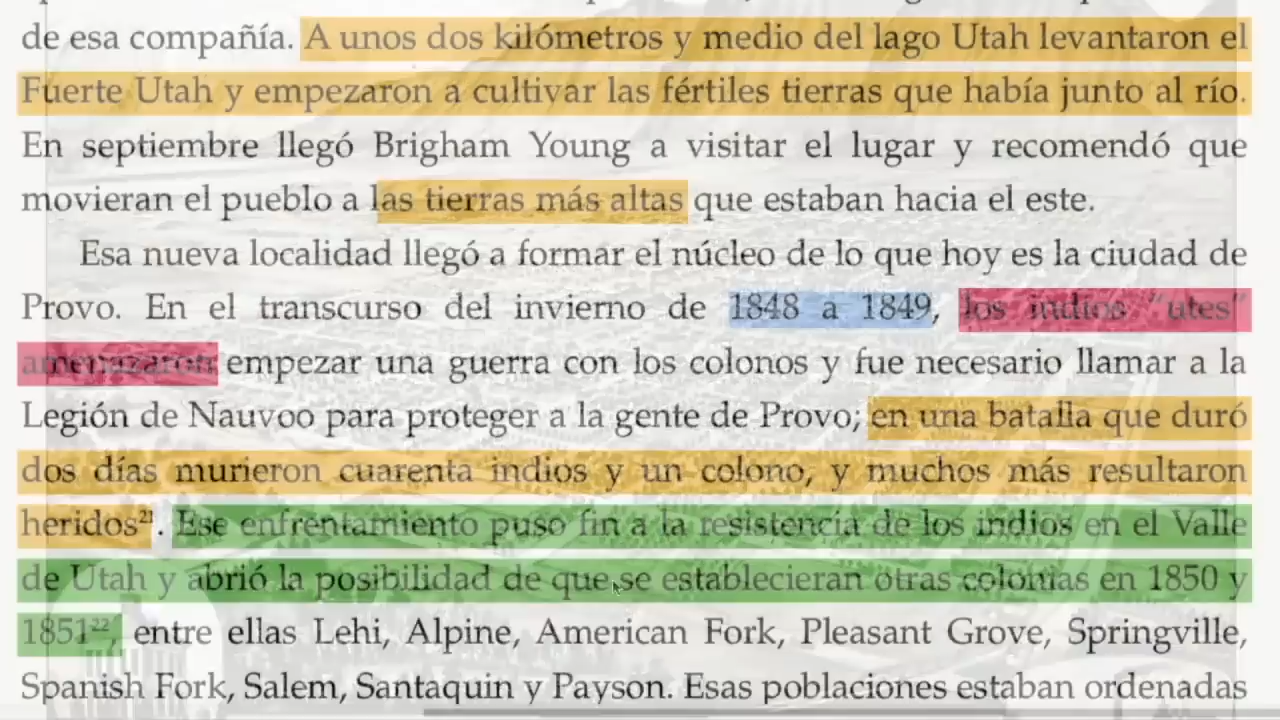 de esa compañía. A unos dos kilómetros y medio del lago Utah levantaron el
Fuerte Utah y empezaron a cultivar las fértiles tierras que había junto al río.
En septiembre llegó Brigham Young a visitar el lugar y recomendó que
movieran el pueblo a las tierras más altas que estaban hacia el este.
Esa nueva localidad llegó a formar el núcleo de lo que hoy es la ciudad de
Provo. En el transcurso del invierno de 1848 a 1849, los indios “utes”
amenazaron empezar una guerra con los colonos y fue necesario llamar a la
Legión de Nauvoo para proteger a la gente de Provo; en una batalla que duró
dos días murieron cuarenta indios y un colono, y muchos más resultaron
heridos²¹. Ese enfrentamiento puso fin a la resistencia de los indios en el Valle
de Utah y abrió la posibilidad de que se establecieran otras colonias en 1850 y
1851²², entre ellas Lehi, Alpine, American Fork, Pleasant Grove, Springville,
Spanish Fork, Salem, Santaquin y Payson. Esas poblaciones estaban ordenadas